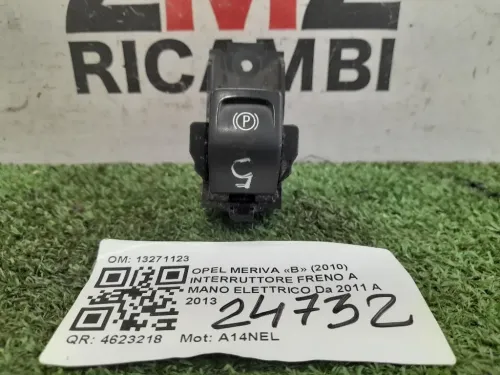 2M2
RICAMBI
P
5
OM: 13271123
OPEL MERIVA «B» (2010)
INTERRUTTORE FRENO A
MANO ELETTRICO Da 2011 A
2013
24732
QR: 4623218 Mot: A14NEL